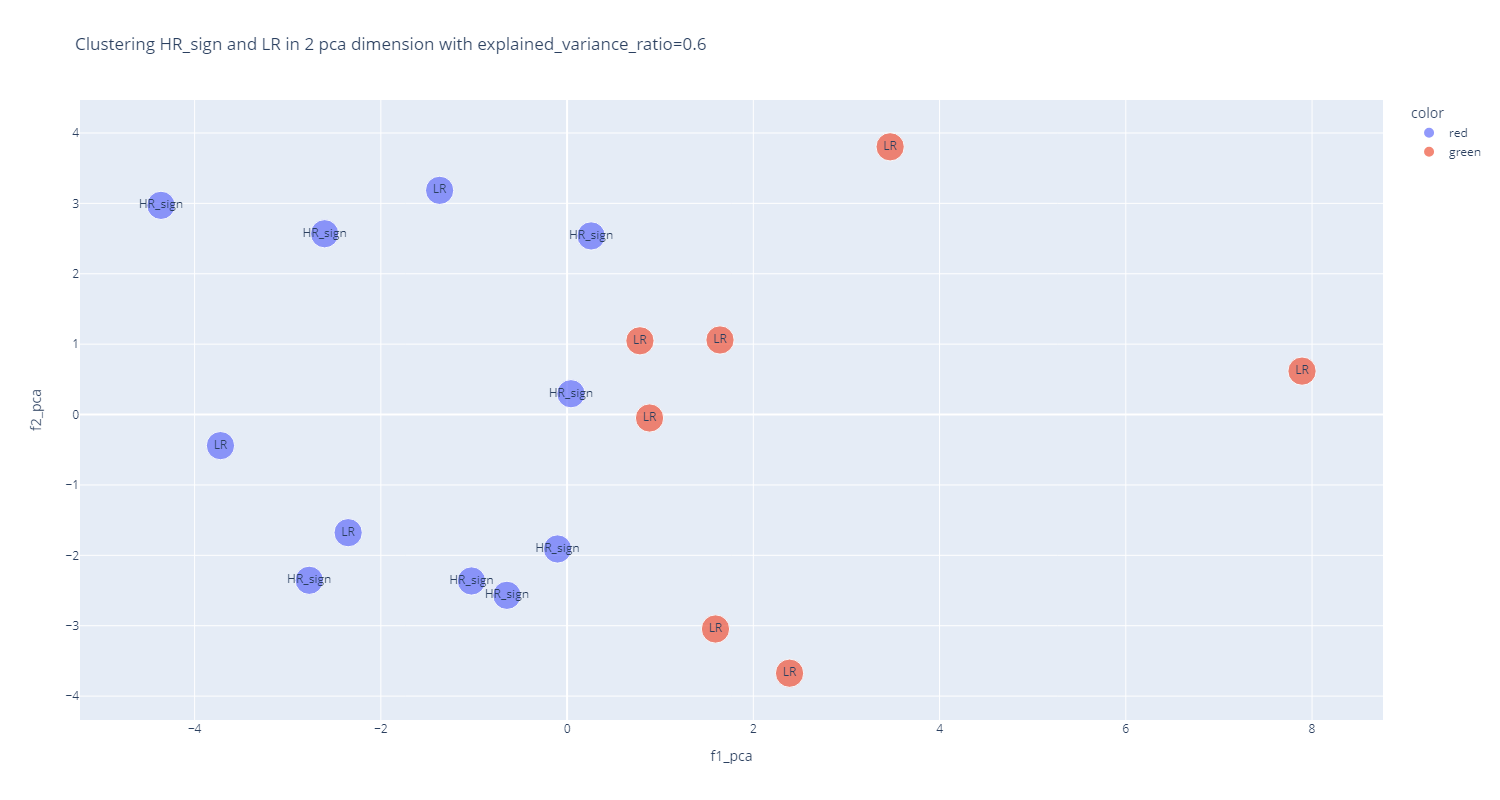 Clustering HR_sign and LR in 2 pca dimension with explained_variance_ratio=0.6
color
red
green
4
3
2
1
0
−1
−2
−3
−4
f2_pca
LR
LR
HR_sign
HR_sign
HR_sign
LR
LR
LR
HR_sign
LR
LR
LR
HR_sign
HR_sign
HR_sign
HR_sign
LR
LR
−4
−2
0
2
4
6
8
f1_pca